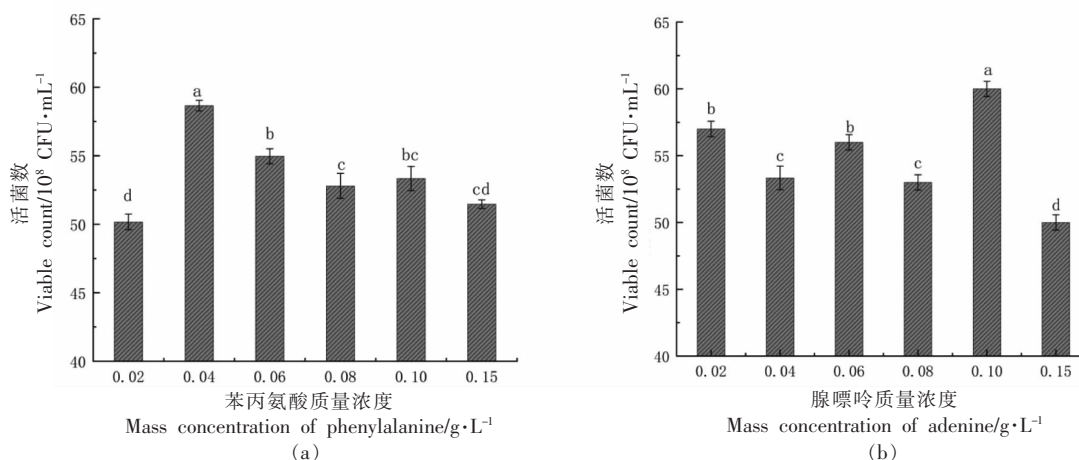 65
60
55
50
45
40
活菌数
Viable count/10⁸ CFU·mL⁻¹
d
a
b
c
bc
cd
0.02 0.04 0.06 0.08 0.10 0.15
苯丙氨酸质量浓度
Mass concentration of phenylalanine/g·L⁻¹
(a)
65
60
55
50
45
40
活菌数
Viable count/10⁸ CFU·mL⁻¹
b
c
b
c
a
d
0.02 0.04 0.06 0.08 0.10 0.15
腺嘌呤质量浓度
Mass concentration of adenine/g·L⁻¹
(b)